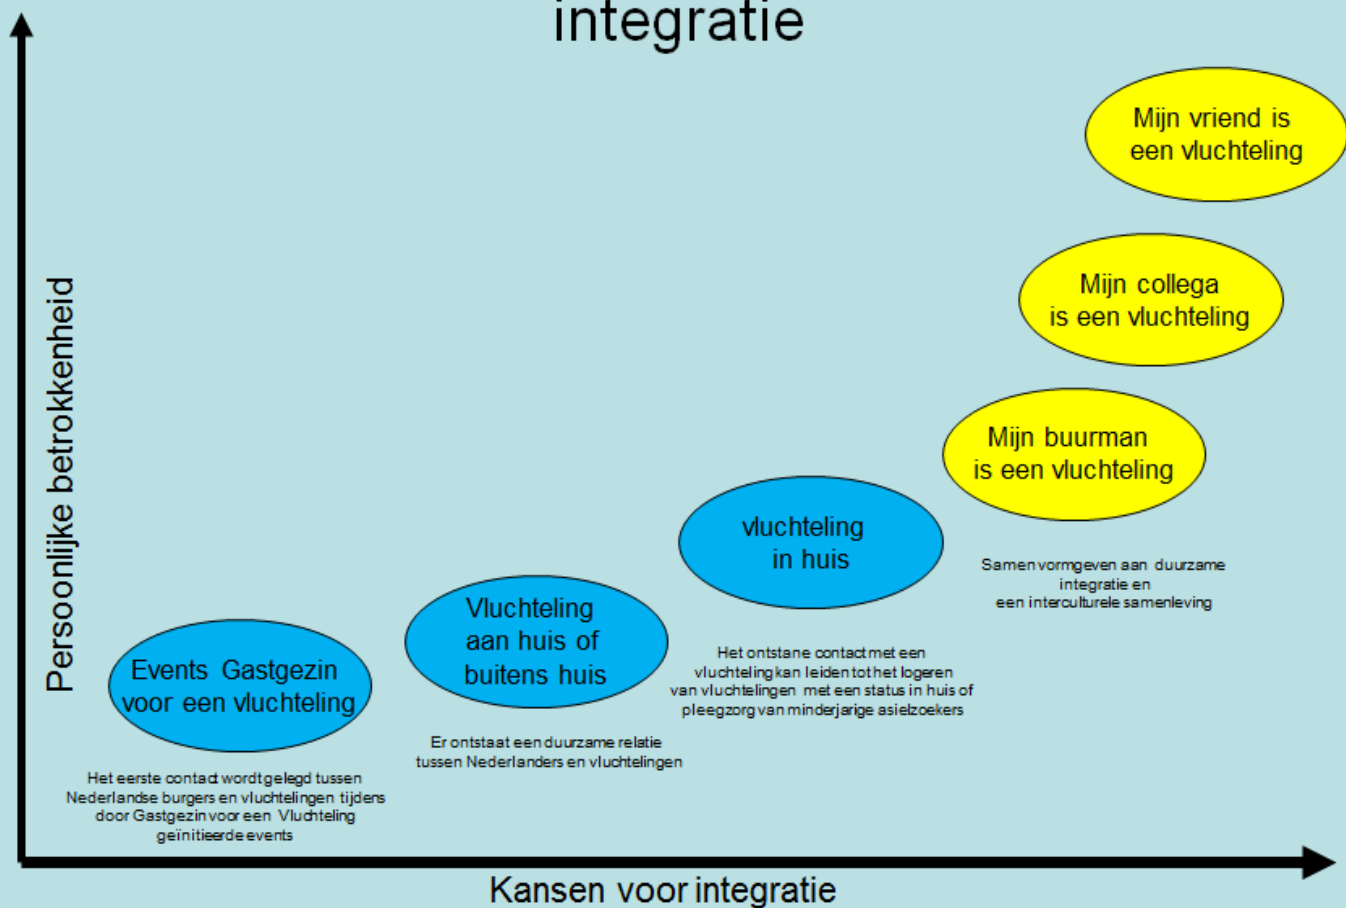 integratie
Persoonlijke betrokkenheid
Mijn vriend is
een vluchteling
Mijn collega
is een vluchteling
Mijn buurman
is een vluchteling
Samen vormgeven aan duurzame
integratie en
een interculturele samenleving
vluchteling
in huis
Het ontstane contact met een
vluchteling kan leiden tot het logeren
van vluchtelingen met een status in huis of
pleegzorg van minderjarige asielzoekers
Vluchteling
aan huis of
buitens huis
Er ontstaat een duurzame relatie
tussen Nederlanders en vluchtelingen
Events Gastgezin
voor een vluchteling
Het eerste contact wordt gelegd tussen
Nederlandse burgers en vluchtelingen tijdens
door Gastgezin voor een Vluchteling
geïnitieerde events
Kansen voor integratie